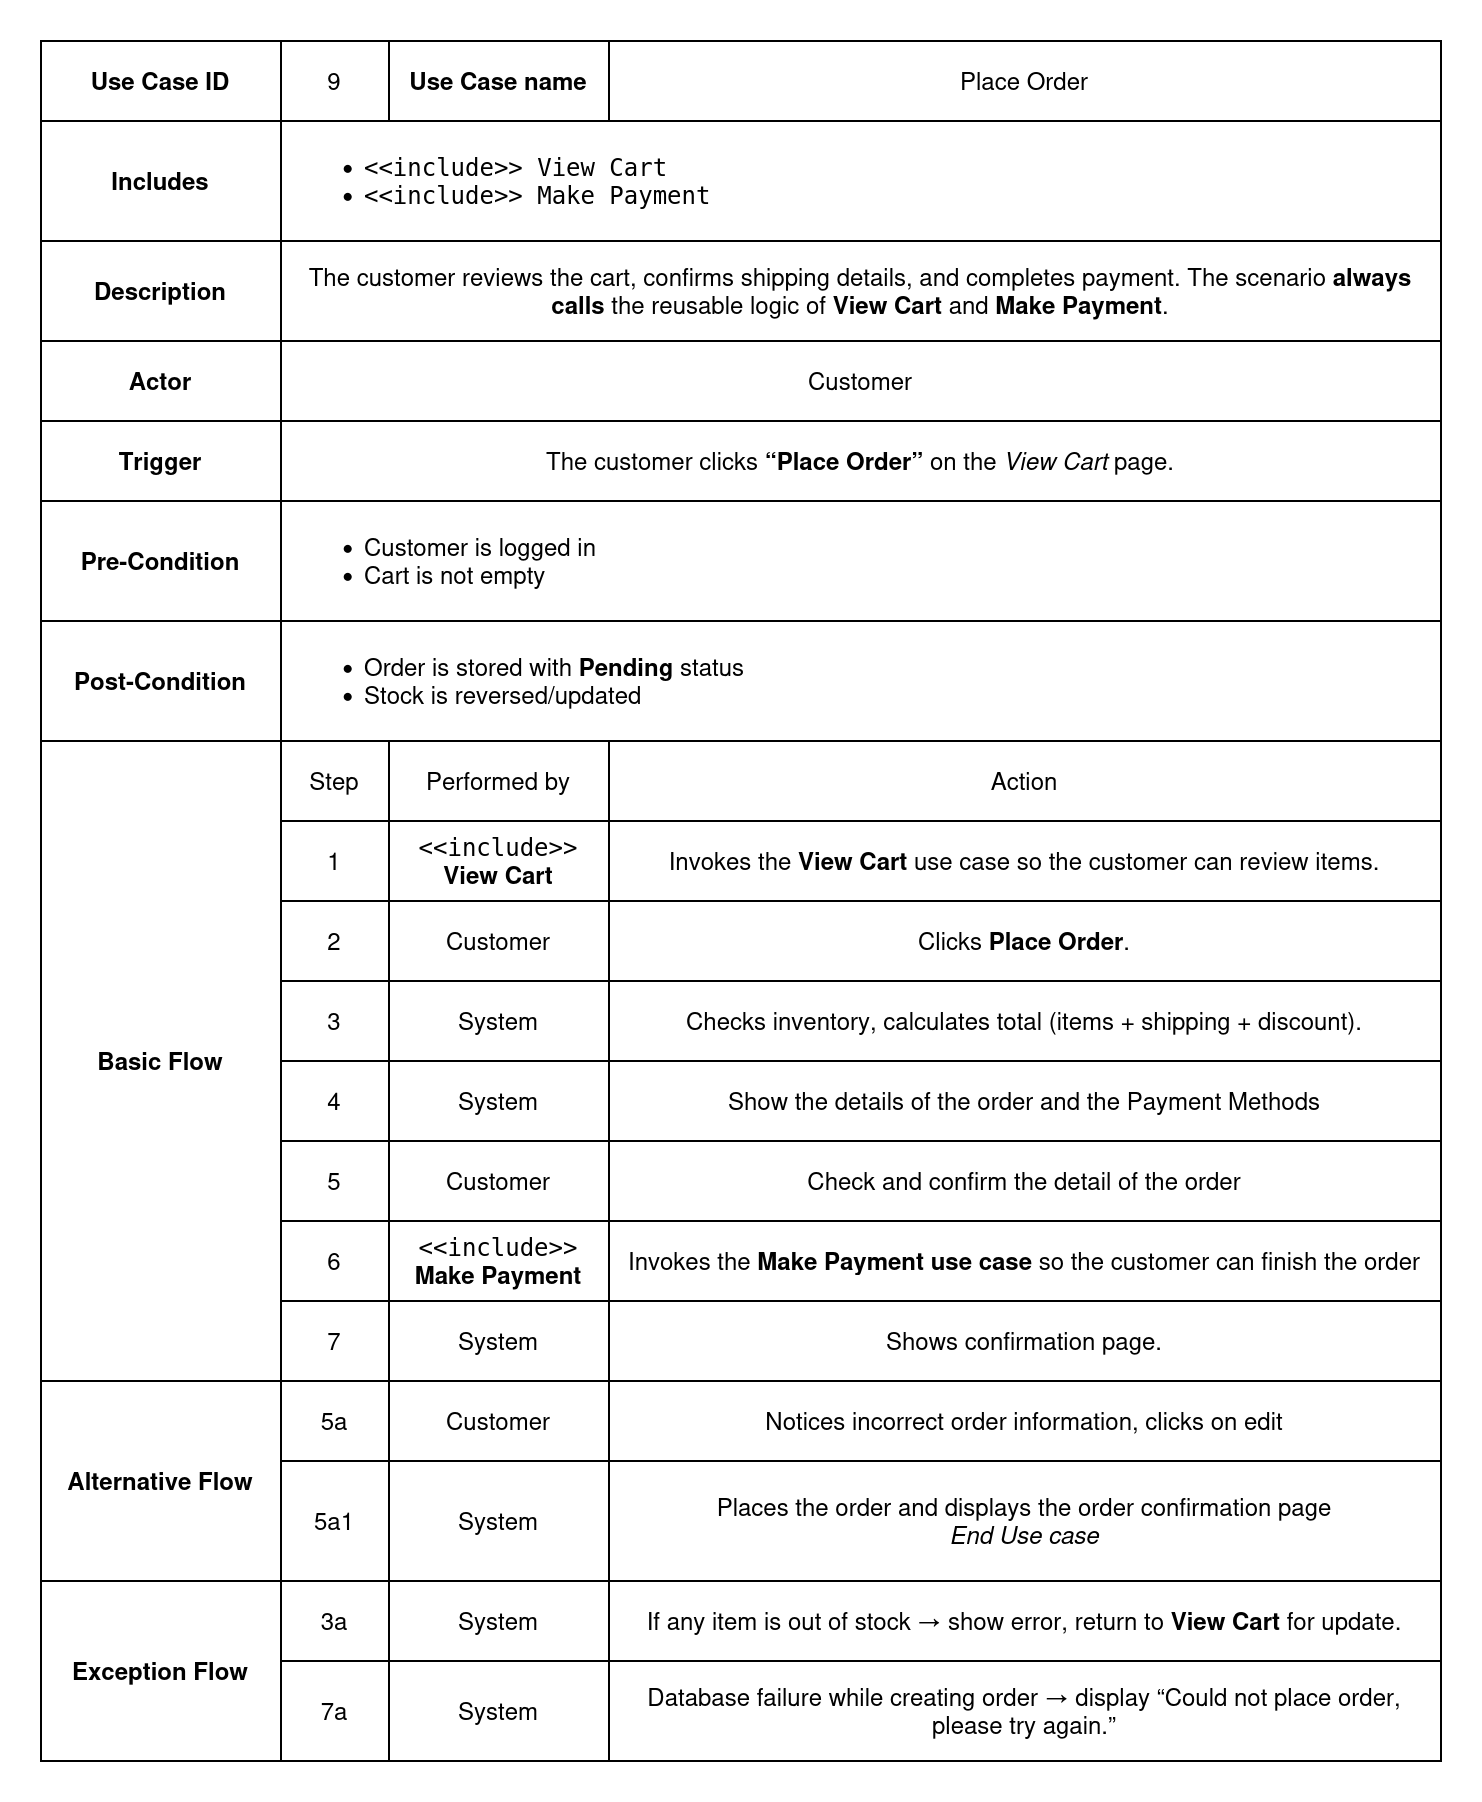 Use Case ID
9
Use Case name
Place Order
Includes
• <<include>> View Cart
• <<include>> Make Payment
Description
The customer reviews the cart, confirms shipping details, and completes payment. The scenario always
calls the reusable logic of View Cart and Make Payment.
Actor
Customer
Trigger
The customer clicks “Place Order” on the View Cart page.
Pre-Condition
• Customer is logged in
• Cart is not empty
Post-Condition
• Order is stored with Pending status
• Stock is reversed/updated
Basic Flow
Step
Performed by
Action
1
<<include>>
View Cart
Invokes the View Cart use case so the customer can review items.
2
Customer
Clicks Place Order.
3
System
Checks inventory, calculates total (items + shipping + discount).
4
System
Show the details of the order and the Payment Methods
5
Customer
Check and confirm the detail of the order
6
<<include>>
Make Payment
Invokes the Make Payment use case so the customer can finish the order
7
System
Shows confirmation page.
Alternative Flow
5a
Customer
Notices incorrect order information, clicks on edit
5a1
System
Places the order and displays the order confirmation page
End Use case
Exception Flow
3a
System
If any item is out of stock → show error, return to View Cart for update.
7a
System
Database failure while creating order → display “Could not place order,
please try again.”